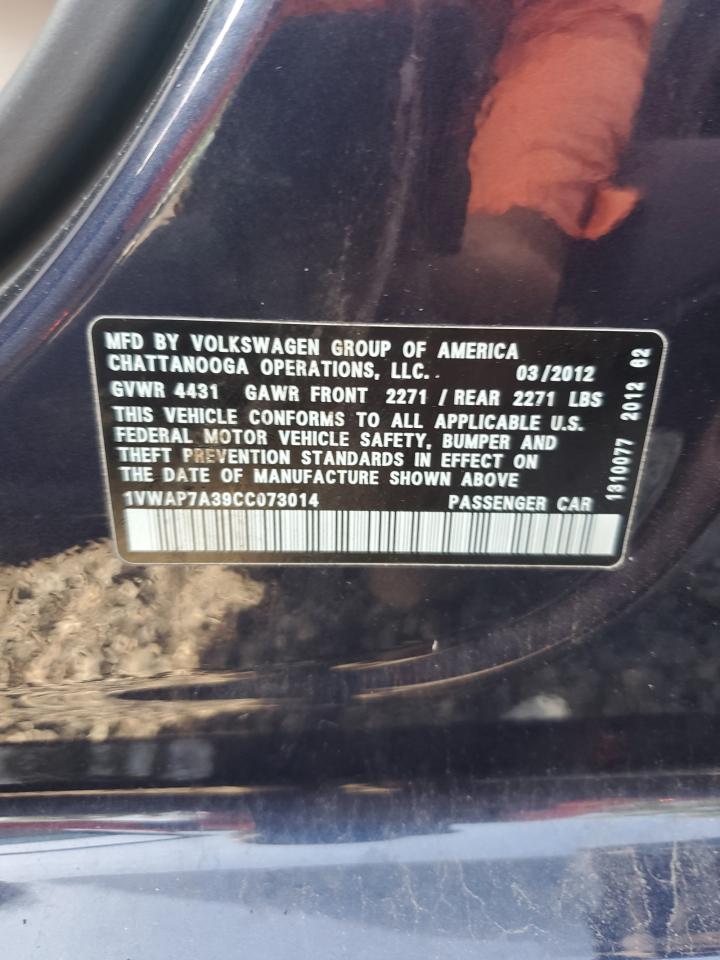 MFD BY VOLKSWAGEN GROUP OF AMERICA
CHATTANOOGA OPERATIONS, LLC. . 03/2012
GVWR 4431 GAWR FRONT 2271 / REAR 2271 LBS
THIS VEHICLE CONFORMS TO ALL APPLICABLE U.S.
FEDERAL MOTOR VEHICLE SAFETY, BUMPER AND
THEFT PREVENTION STANDARDS IN EFFECT ON
THE DATE OF MANUFACTURE SHOWN ABOVE
1VWAP7A39CC073014 PASSENGER CAR
1310077 2012 62